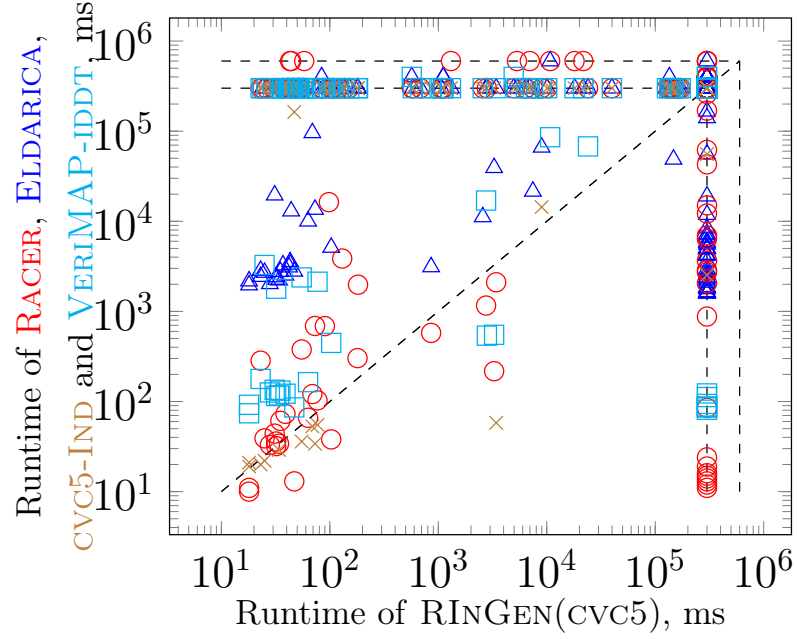 Runtime of RACER, ELDARICA,
CVC5-IND and VERIMAP-IDDT, ms
10^6
10^5
10^4
10^3
10^2
10^1
10^1 10^2 10^3 10^4 10^5 10^6
Runtime of RINGEN(CVC5), ms